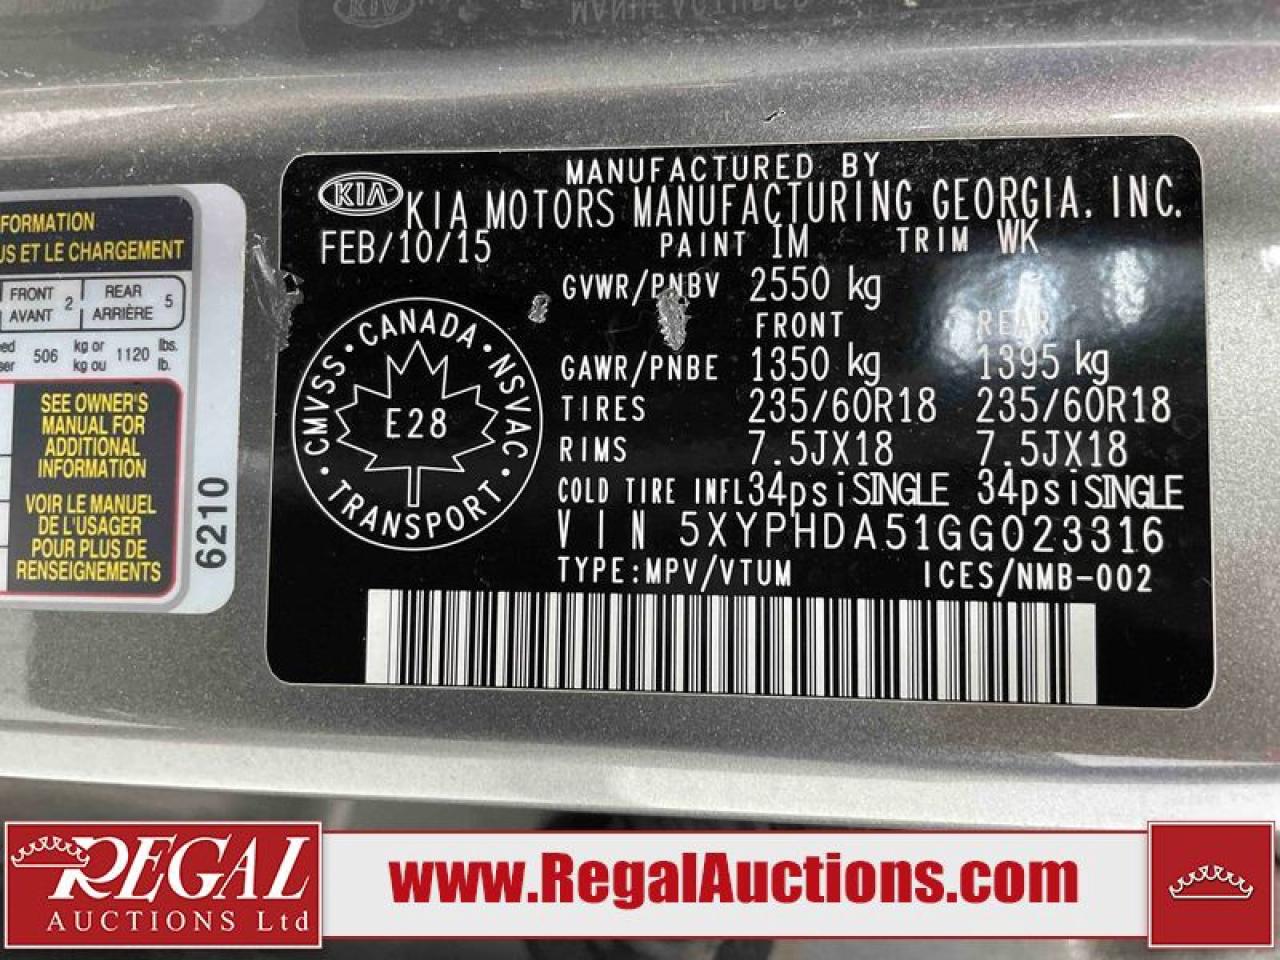 MANUFACTURED BY
KIA KIA MOTORS MANUFACTURING GEORGIA, INC.
FEB/10/15 PAINT IM TRIM WK
GVWR/PNBV 2550 kg
FRONT REAR
GAWR/PNBE 1350 kg 1395 kg
TIRES 235/60R18 235/60R18
RIMS 7.5JX18 7.5JX18
COLD TIRE INFL 34psi SINGLE 34psi SINGLE
VIN 5XYPHDA51GG023316
TYPE:MPV/VTUM ICES/NMB-002
CANADA • NSVAC • TRANSPORT • CMVSS •
E28
US ET LE CHARGEMENT
FRONT 2 REAR 5
AVANT ARRIÈRE
506 kg or 1120 lbs.
kg ou lb.
SEE OWNER'S
MANUAL FOR
ADDITIONAL
INFORMATION
VOIR LE MANUEL
DE L'USAGER
POUR PLUS DE
RENSEIGNEMENTS
6210
REGAL
AUCTIONS Ltd
www.RegalAuctions.com